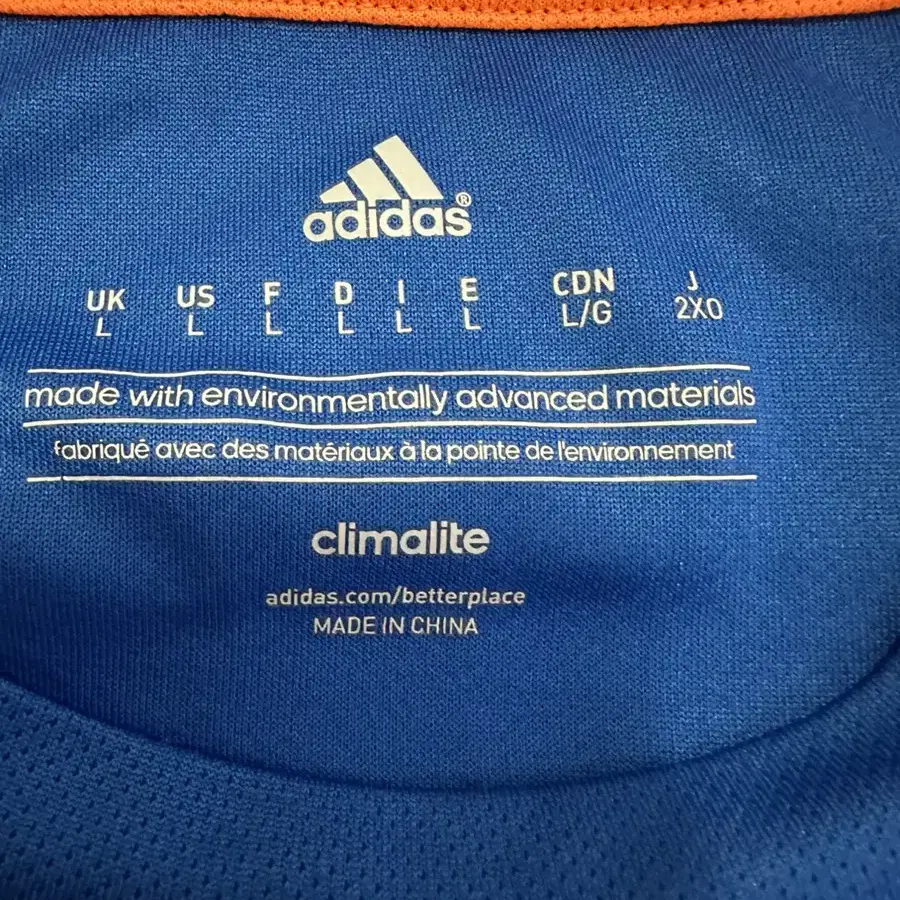 adidas®
UK US F D I E CDN J
L L L L L L L/G 2XO
made with environmentally advanced materials
fabriqué avec des matériaux à la pointe de l'environnement
climalite
adidas.com/betterplace
MADE IN CHINA